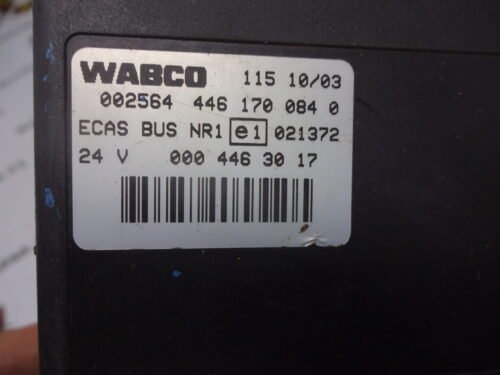 WABCO 115 10/03
002564 446 170 084 0
ECAS BUS NR1 e1 021372
24 V 000 446 30 17